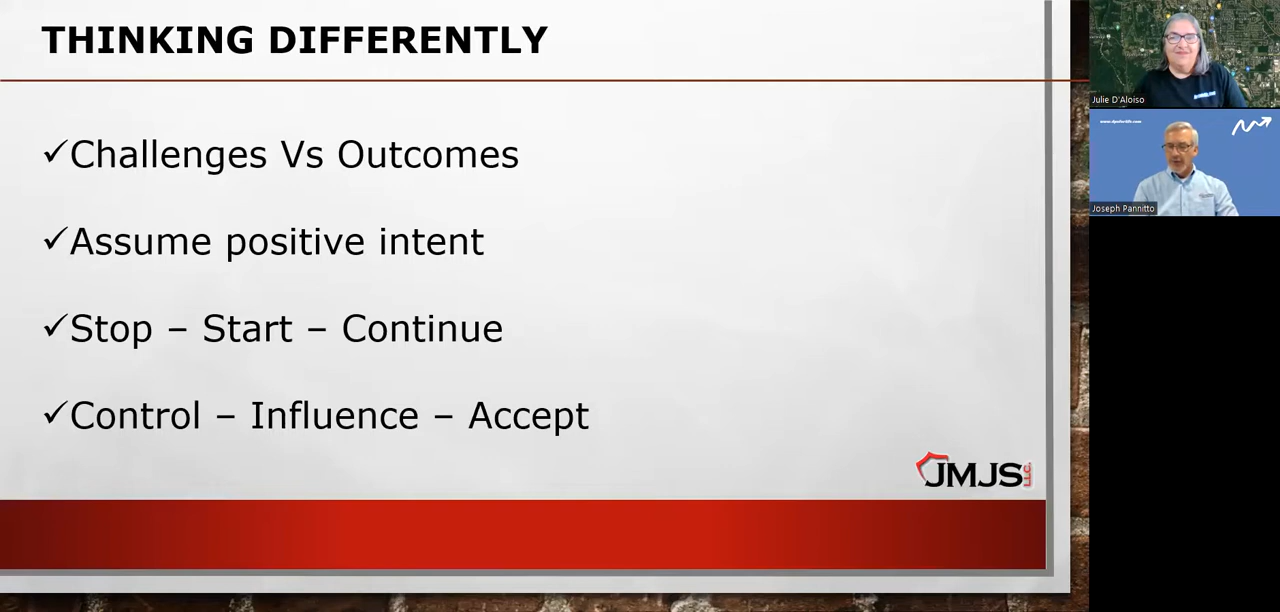 THINKING DIFFERENTLY
✓Challenges Vs Outcomes
✓Assume positive intent
✓Stop – Start – Continue
✓Control – Influence – Accept
JMJS LLC.
Julie D'Aloiso
Joseph Pannitto